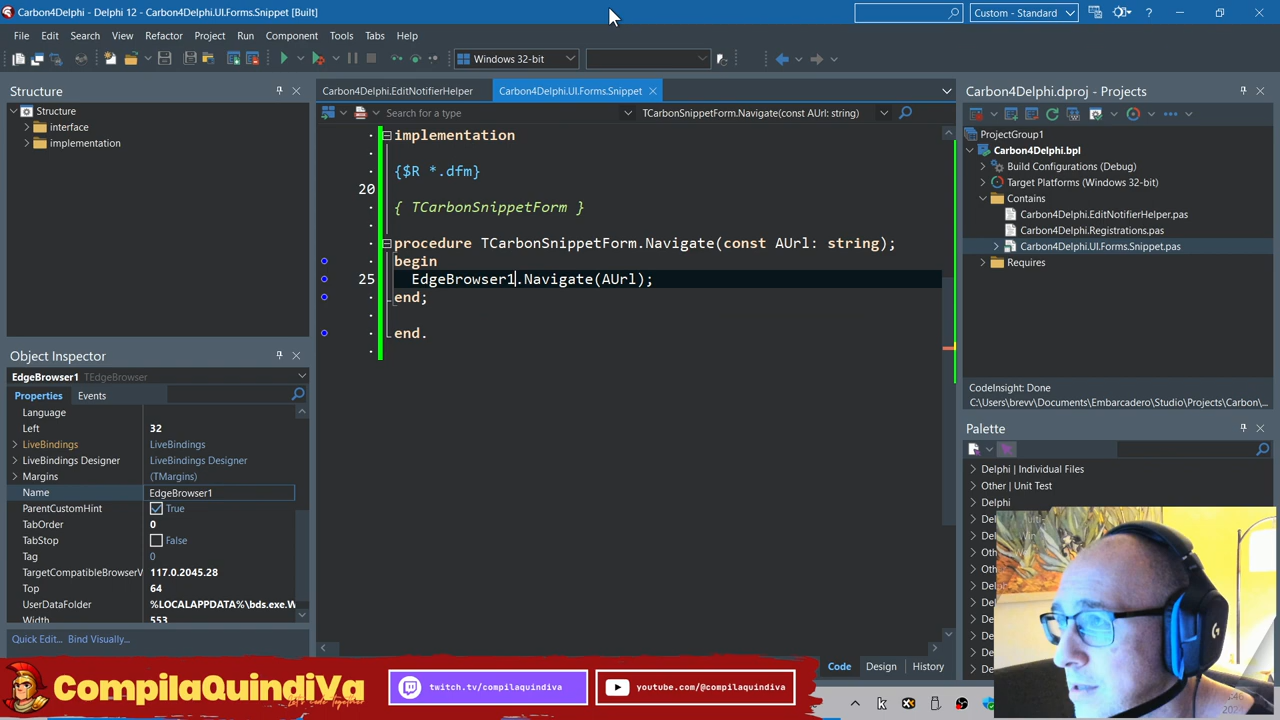 Carbon4Delphi - Delphi 12 - Carbon4Delphi.UI.Forms.Snippet [Built]
Custom - Standard
File Edit Search View Refactor Project Run Component Tools Tabs Help
Windows 32-bit
Structure
Structure
interface
implementation
Carbon4Delphi.EditNotifierHelper
Carbon4Delphi.UI.Forms.Snippet
Search for a type
TCarbonSnippetForm.Navigate(const AUrl: string)
implementation
{$R *.dfm}
20
{ TCarbonSnippetForm }
procedure TCarbonSnippetForm.Navigate(const AUrl: string);
begin
25
EdgeBrowser1.Navigate(AUrl);
end;
end.
Code Design History
Carbon4Delphi.dproj - Projects
ProjectGroup1
Carbon4Delphi.bpl
Build Configurations (Debug)
Target Platforms (Windows 32-bit)
Contains
Carbon4Delphi.EditNotifierHelper.pas
Carbon4Delphi.Registrations.pas
Carbon4Delphi.UI.Forms.Snippet.pas
Requires
CodeInsight: Done
C:\Users\brevv\Documents\Embarcadero\Studio\Projects\Carbon\...
Palette
Delphi | Individual Files
Other | Unit Test
Delphi
Object Inspector
EdgeBrowser1 TEdgeBrowser
Properties Events
Language
Left 32
LiveBindings LiveBindings
LiveBindings Designer LiveBindings Designer
Margins (TMargins)
Name EdgeBrowser1
ParentCustomHint True
TabOrder 0
TabStop False
Tag 0
TargetCompatibleBrowserV 117.0.2045.28
Top 64
UserDataFolder %LOCALAPPDATA%\bds.exe.W
Width 553
Quick Edit... Bind Visually...
CompilaQuindiVa
Let's Code Together
twitch.tv/compilaquindiva
youtube.com/@compilaquindiva